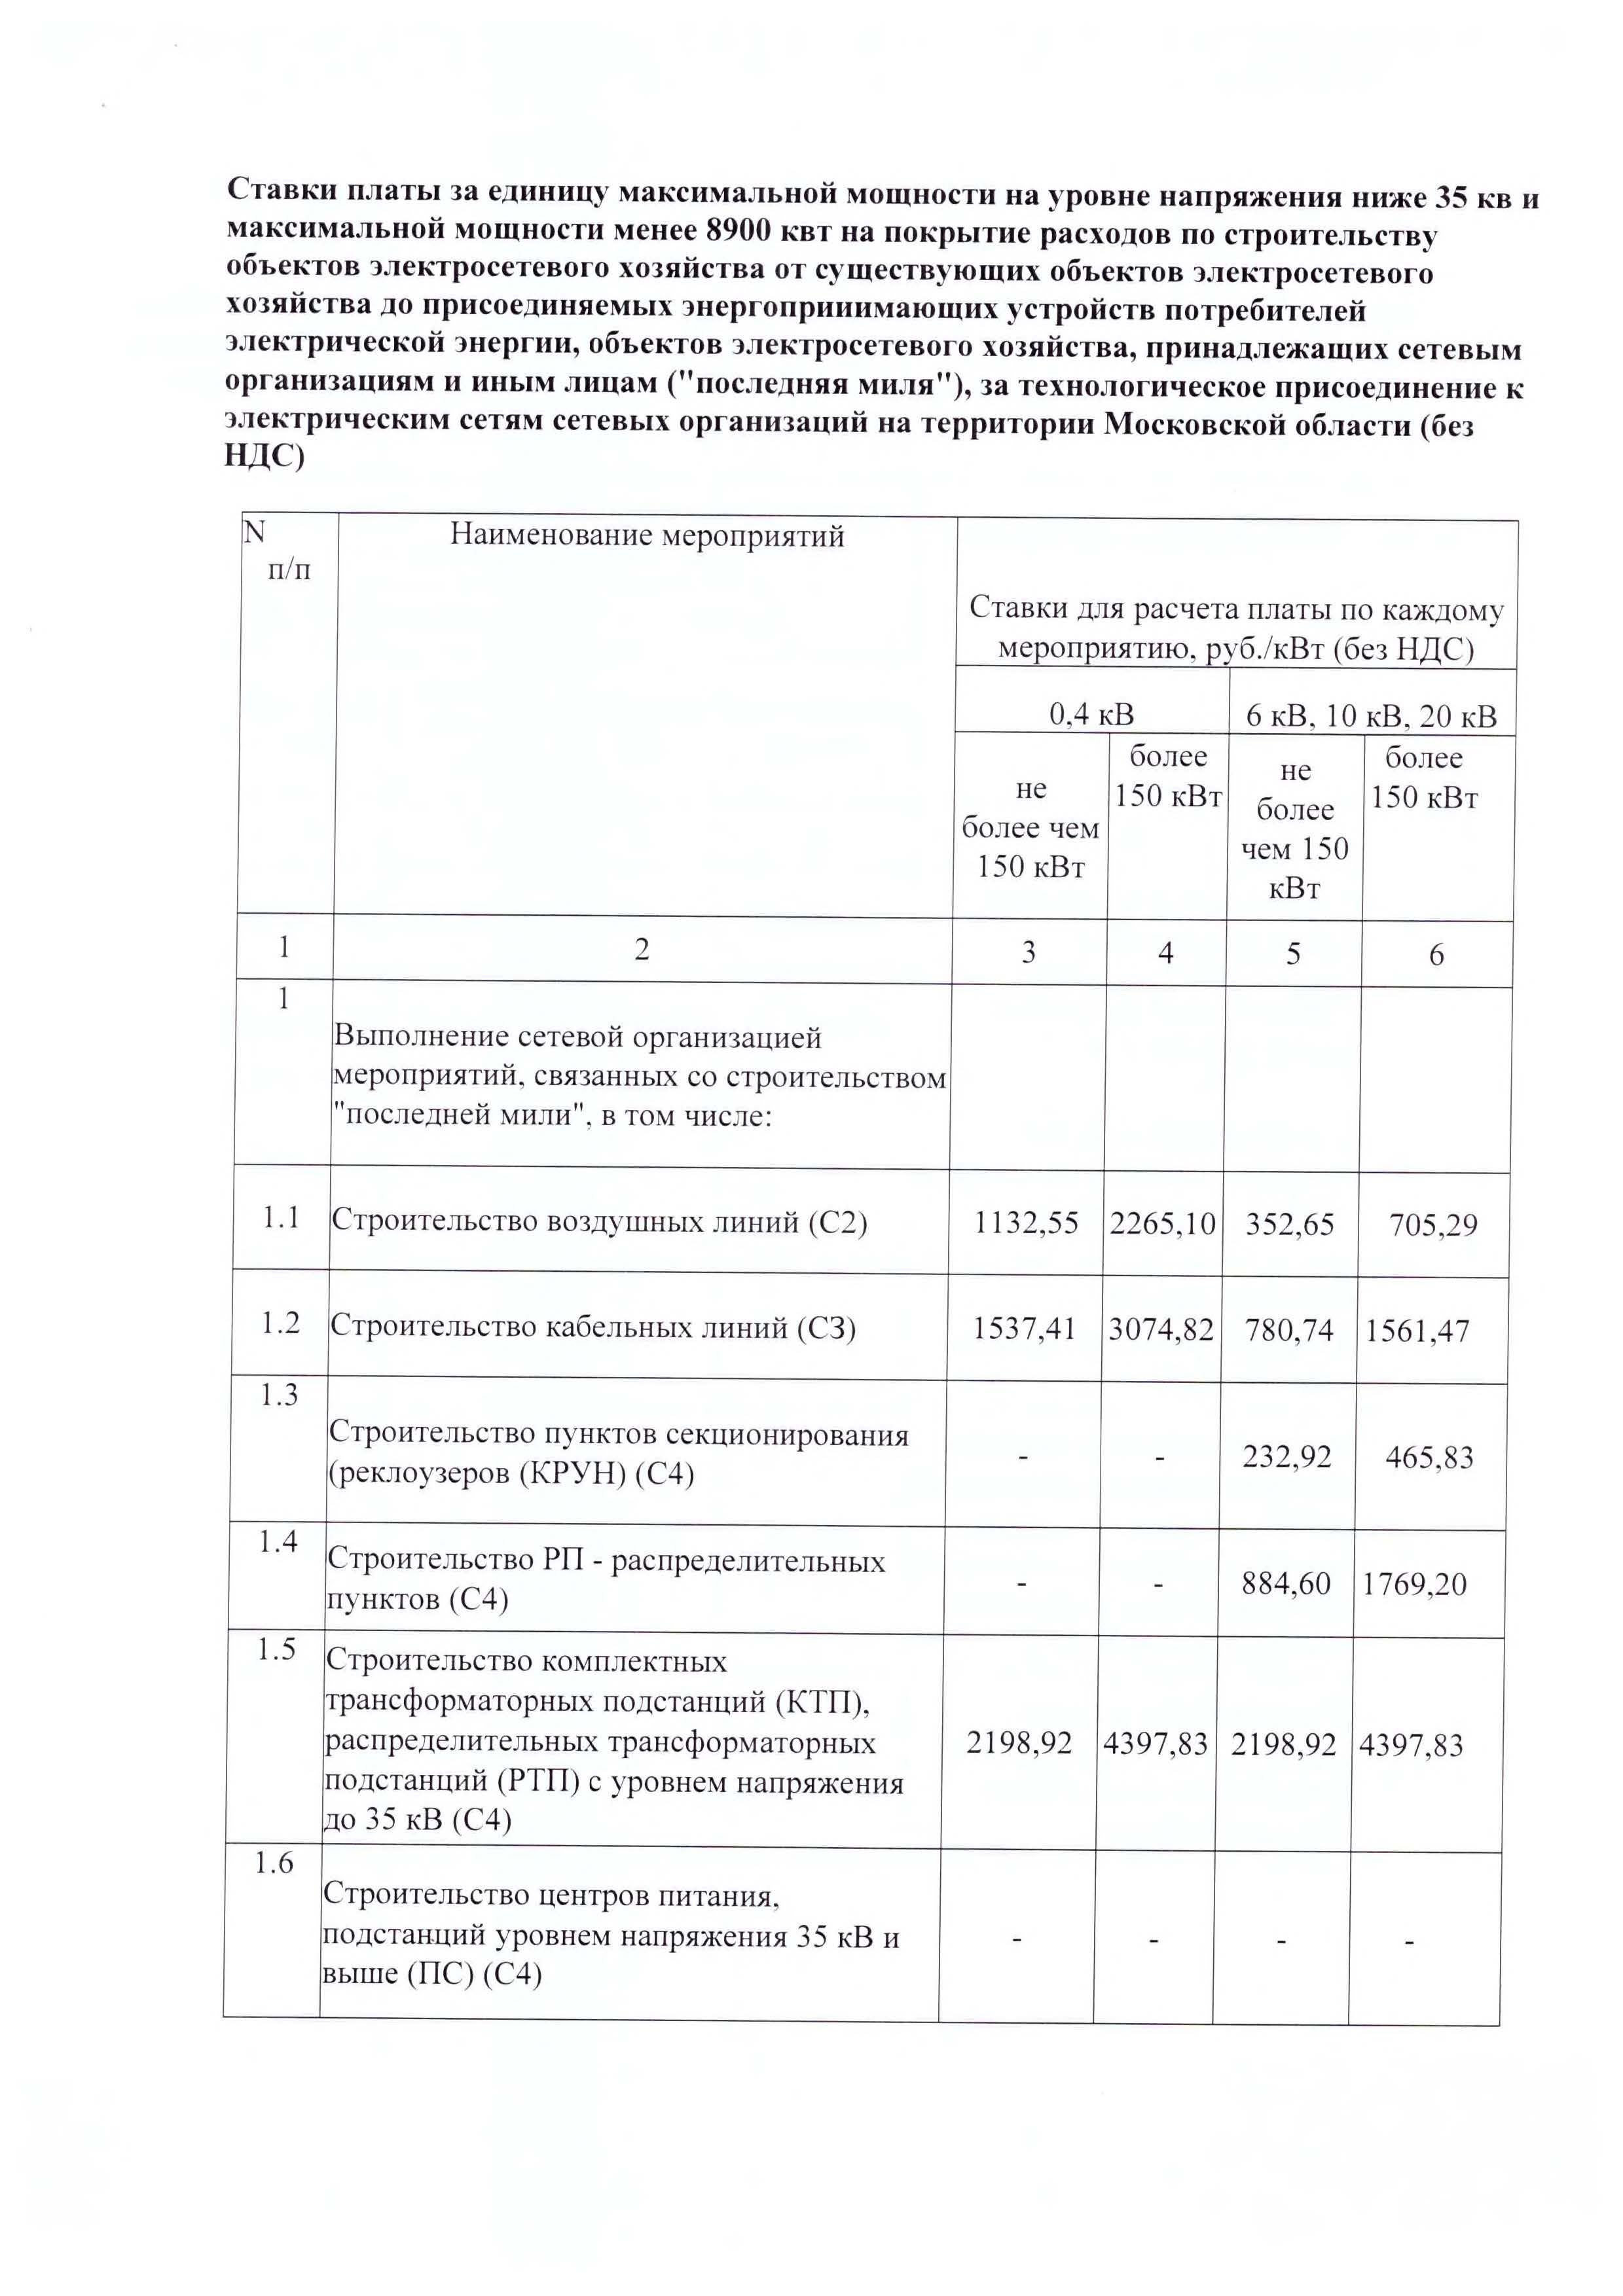 Ставки платы за единицу максимальной мощности на уровне напряжения ниже 35 кв и
максимальной мощности менее 8900 квт на покрытие расходов по строительству
объектов электросетевого хозяйства от существующих объектов электросетевого
хозяйства до присоединяемых энергоприиимающих устройств потребителей
электрической энергии, объектов электросетевого хозяйства, принадлежащих сетевым
организациям и иным лицам ("последняя миля"), за технологическое присоединение к
электрическим сетям сетевых организаций на территории Московской области (без
НДС)
N
п/п
Наименование мероприятий
Ставки для расчета платы по каждому
мероприятию, руб./кВт (без НДС)
0,4 кВ
6 кВ, 10 кВ, 20 кВ
не
более чем
150 кВт
более
150 кВт
не
более
чем 150
кВт
более
150 кВт
1 2 3 4 5 6
1
Выполнение сетевой организацией
мероприятий, связанных со строительством
"последней мили", в том числе:
1.1 Строительство воздушных линий (С2) 1132,55 2265,10 352,65 705,29
1.2 Строительство кабельных линий (С3) 1537,41 3074,82 780,74 1561,47
1.3
Строительство пунктов секционирования
(реклоузеров (КРУН) (С4)
- - 232,92 465,83
1.4
Строительство РП - распределительных
пунктов (С4)
- - 884,60 1769,20
1.5
Строительство комплектных
трансформаторных подстанций (КТП),
распределительных трансформаторных
подстанций (РТП) с уровнем напряжения
до 35 кВ (С4)
2198,92 4397,83 2198,92 4397,83
1.6
Строительство центров питания,
подстанций уровнем напряжения 35 кВ и
выше (ПС) (С4)
- - - -